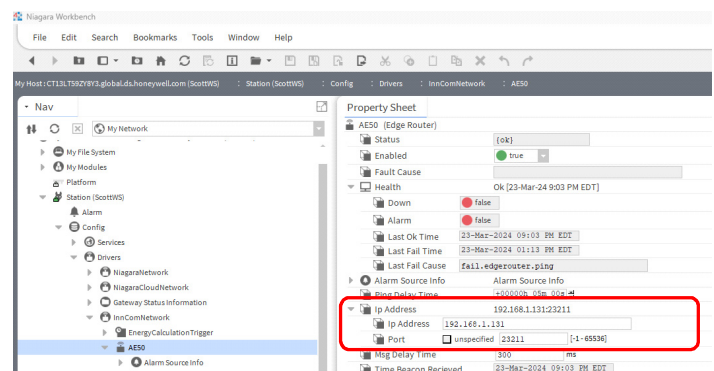 Niagara Workbench
File Edit Search Bookmarks Tools Window Help
My Host : CT13LT59ZY8Y3.global.ds.honeywell.com (ScottWS) : Station (ScottWS) : Config : Drivers : InnComNetwork : AE50
Nav
My Network
My File System
My Modules
Platform
Station (ScottWS)
Alarm
Config
Services
Drivers
NiagaraNetwork
NiagaraCloudNetwork
Gateway Status Information
InnComNetwork
EnergyCalculationTrigger
AE50
Alarm Source Info
Property Sheet
AE50 (Edge Router)
Status {ok}
Enabled true
Fault Cause
Health Ok [23-Mar-24 9:03 PM EDT]
Down false
Alarm false
Last Ok Time 23-Mar-2024 09:03 PM EDT
Last Fail Time 23-Mar-2024 01:13 PM EDT
Last Fail Cause fail.edgerouter.ping
Alarm Source Info Alarm Source Info
Ping Delay Time +00000h 05m 00s
Ip Address 192.168.1.131:23211
Ip Address 192.168.1.131
Port unspecified 23211 [-1-65536]
Msg Delay Time 300 ms
Time Beacon Recieved 23-Mar-2024 09:03 PM EDT